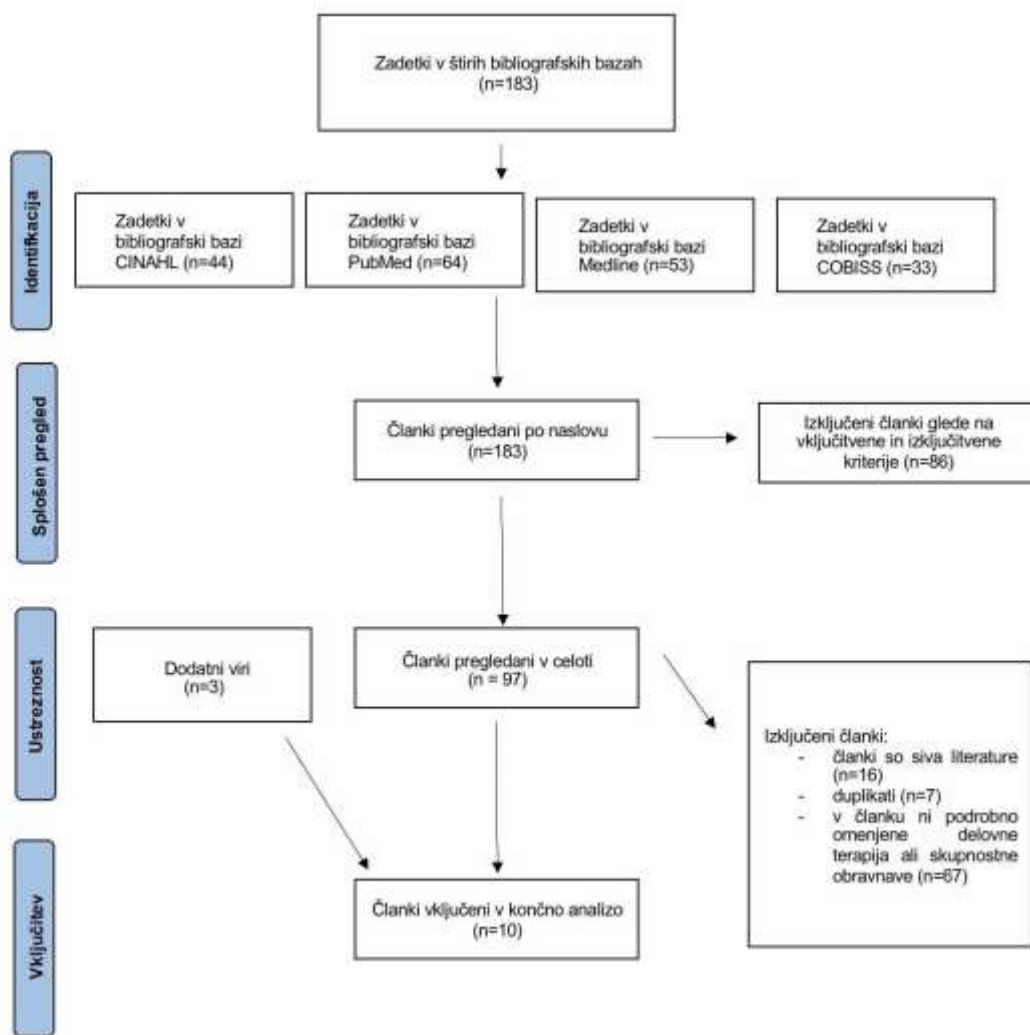 Zadetki v štirih bibliografskih bazah
(n=183)
Identifikacija
Zadetki v
bibliografski bazi
CINAHL (n=44)
Zadetki v
bibliografski bazi
PubMed (n=64)
Zadetki v
bibliografski bazi
Medline (n=53)
Zadetki v
bibliografski bazi
COBISS (n=33)
Splošen pregled
Članki pregledani po naslovu
(n=183)
Izključeni članki glede na
vključitvene in izključitvene
kriterije (n=86)
Ustreznost
Dodatni viri
(n=3)
Članki pregledani v celoti
(n = 97)
Izključeni članki:
- članki so siva literature
(n=16)
- duplikati (n=7)
- v članku ni podrobno
omenjene delovne
terapija ali skupnostne
obravnave (n=67)
Vključitev
Članki vključeni v končno analizo
(n=10)